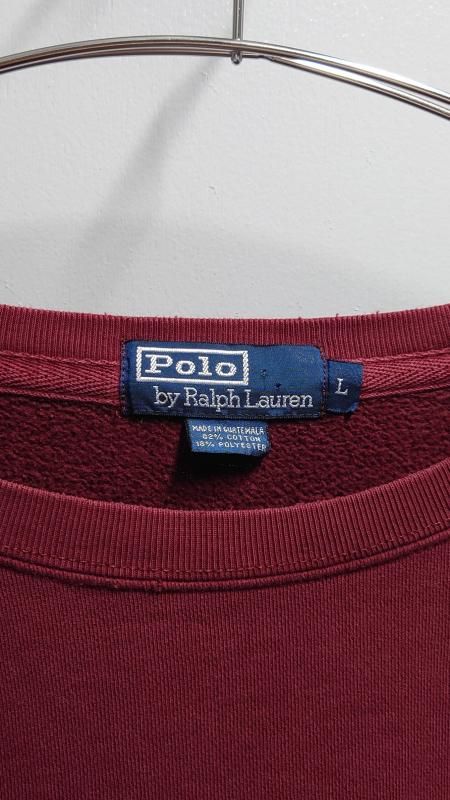 Polo
by Ralph Lauren
L
MADE IN GUATEMALA
82% COTTON
18% POLYESTER